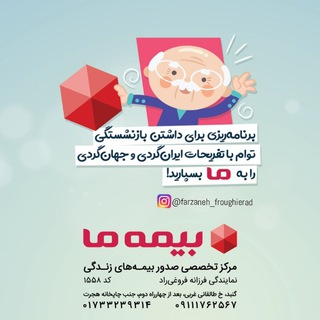 برنامه‌ریزی برای داشتن بازنشستگی
توام با تفریحات ایران‌گردی و جهان‌گردی
را به ما بسپارید!
@farzaneh_froughierad
بیمه ما
مرکز تخصصی صدور بیمه‌های زندگی
نمایندگی فرزانه فروغی‌راد کد ۱۵۵۸
گنبد، خ طالقانی غربی، بعد از چهارراه دوم، جنب چاپخانه هجرت
۰۱۷۳۳۲۳۹۳۱۴ ۰۹۱۱۱۷۶۲۵۶۷